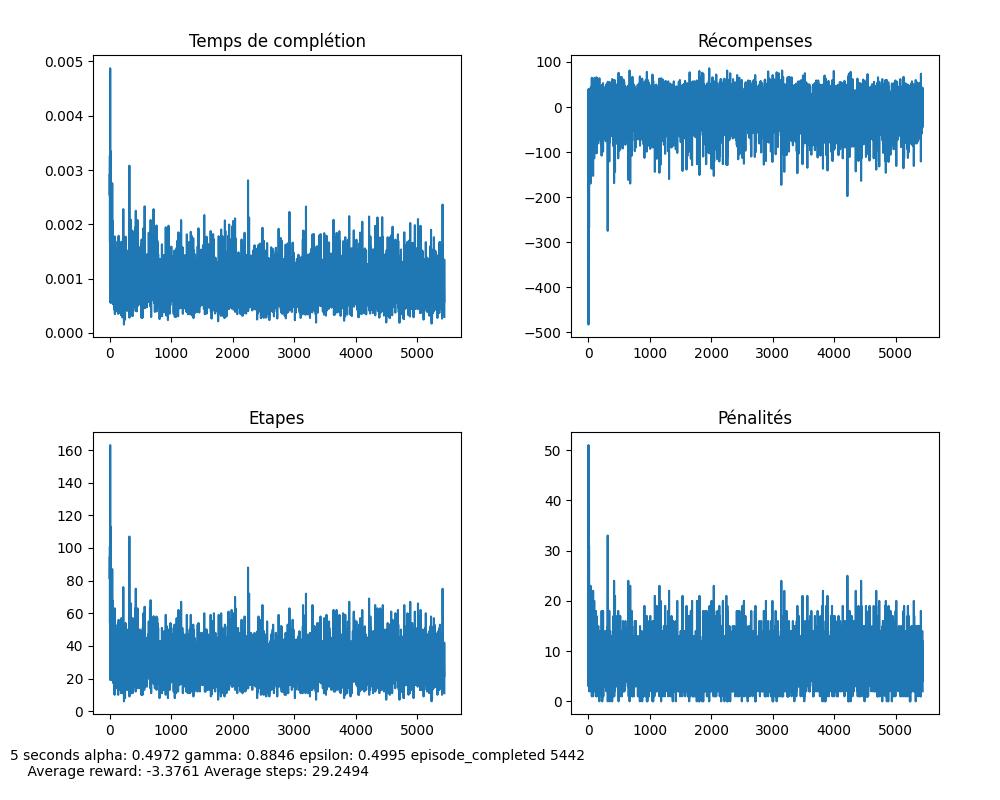 Temps de complétion
0.005
0.004
0.003
0.002
0.001
0.000
0 1000 2000 3000 4000 5000
Récompenses
100
0
−100
−200
−300
−400
−500
0 1000 2000 3000 4000 5000
Etapes
160
140
120
100
80
60
40
20
0
0 1000 2000 3000 4000 5000
Pénalités
50
40
30
20
10
0
0 1000 2000 3000 4000 5000
5 seconds alpha: 0.4972 gamma: 0.8846 epsilon: 0.4995 episode_completed 5442
Average reward: -3.3761 Average steps: 29.2494